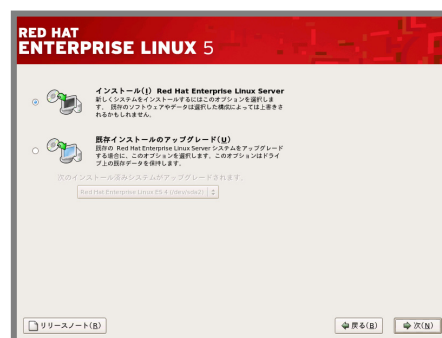 RED HAT
ENTERPRISE LINUX 5
インストール(I) Red Hat Enterprise Linux Server
新しくシステムをインストールするにはこのオプションを選択しま
す。 既存のソフトウェアやデータは選択した構成によっては上書きさ
れるかもしれません。
既存インストールのアップグレード(U)
既存の Red Hat Enterprise Linux Server システムをアップグレード
する場合に、このオプションを選択します。このオプションはドライ
ブ上の既存データを保持します。
次のインストール済みシステムがアップグレードされます。
Red Hat Enterprise Linux ES 4 (/dev/sda2)
リリースノート(R)
戻る(B)
次(N)